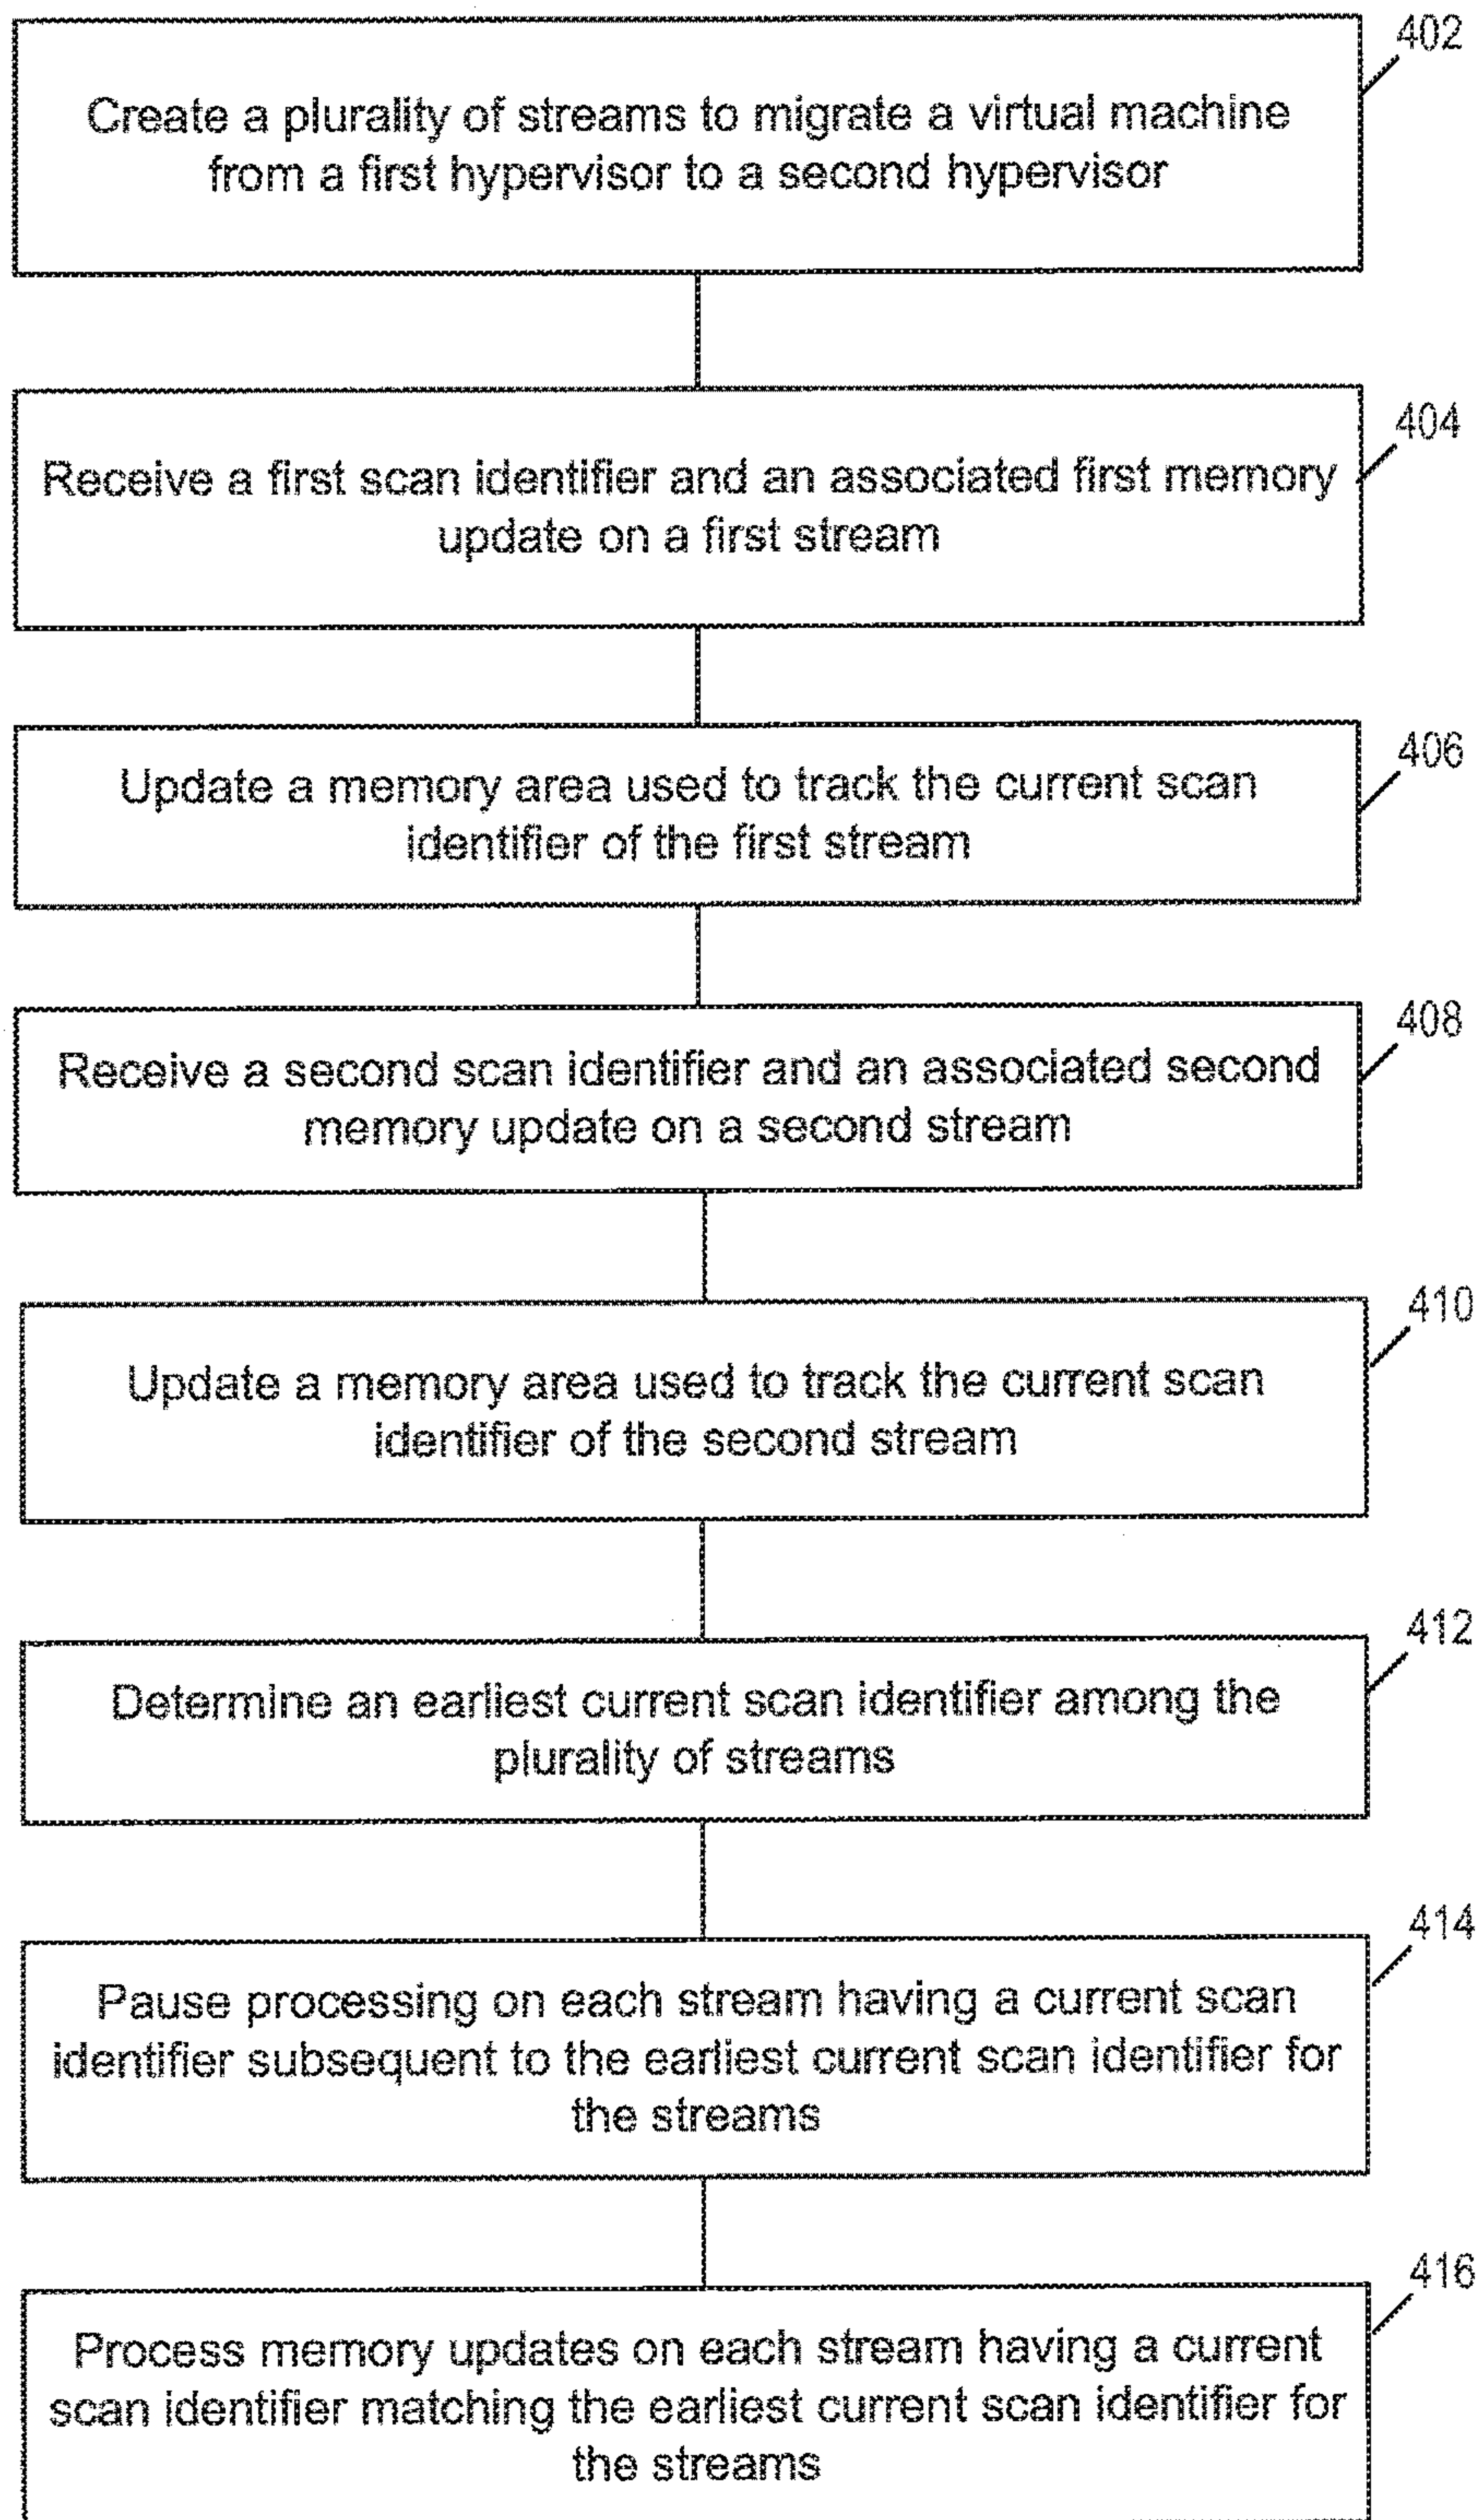 402
Create a plurality of streams to migrate a virtual machine
from a first hypervisor to a second hypervisor
404
Receive a first scan identifier and an associated first memory
update on a first stream
406
Update a memory area used to track the current scan
identifier of the first stream
408
Receive a second scan identifier and an associated second
memory update on a second stream
410
Update a memory area used to track the current scan
identifier of the second stream
412
Determine an earliest current scan identifier among the
plurality of streams
414
Pause processing on each stream having a current scan
identifier subsequent to the earliest current scan identifier for
the streams
416
Process memory updates on each stream having a current
scan identifier matching the earliest current scan identifier for
the streams